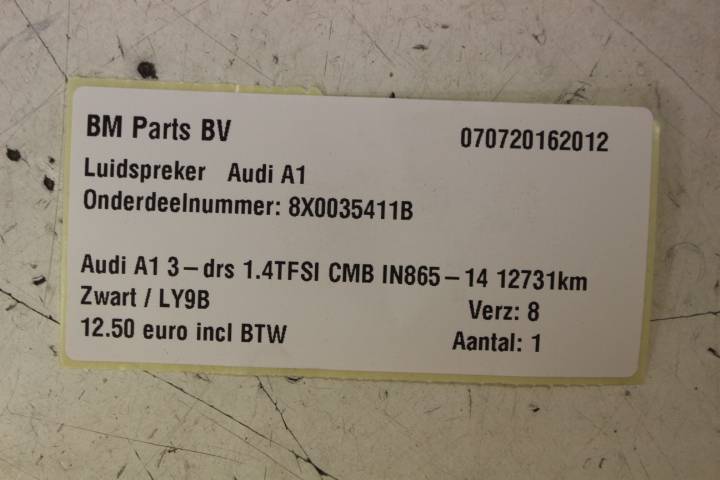 BM Parts BV 070720162012
Luidspreker Audi A1
Onderdeelnummer: 8X0035411B
Audi A1 3-drs 1.4TFSI CMB IN865-14 12731km
Zwart / LY9B Verz: 8
12.50 euro incl BTW Aantal: 1